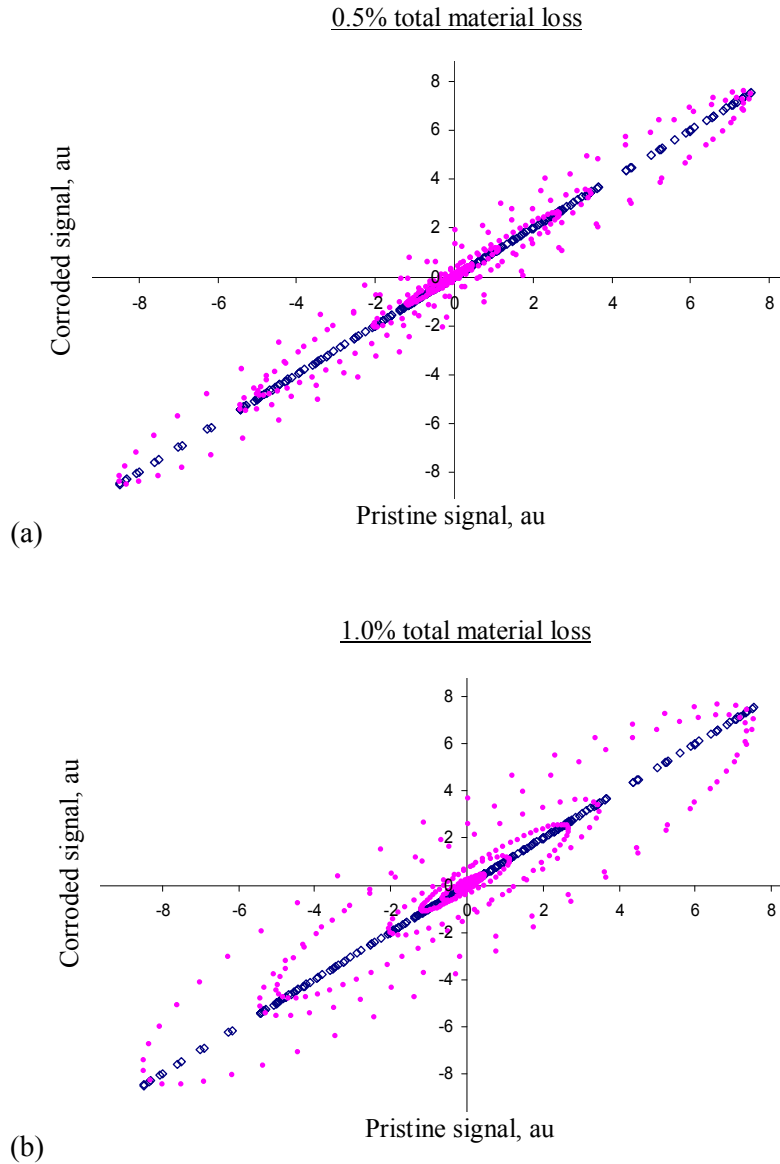 0.5% total material loss
8
6
4
2
0
-8 -6 -4 -2 0 2 4 6 8
-2
-4
-6
-8
Corroded signal, au
Pristine signal, au
(a)
1.0% total material loss
8
6
4
2
0
-8 -6 -4 -2 0 2 4 6 8
-2
-4
-6
-8
Corroded signal, au
Pristine signal, au
(b)